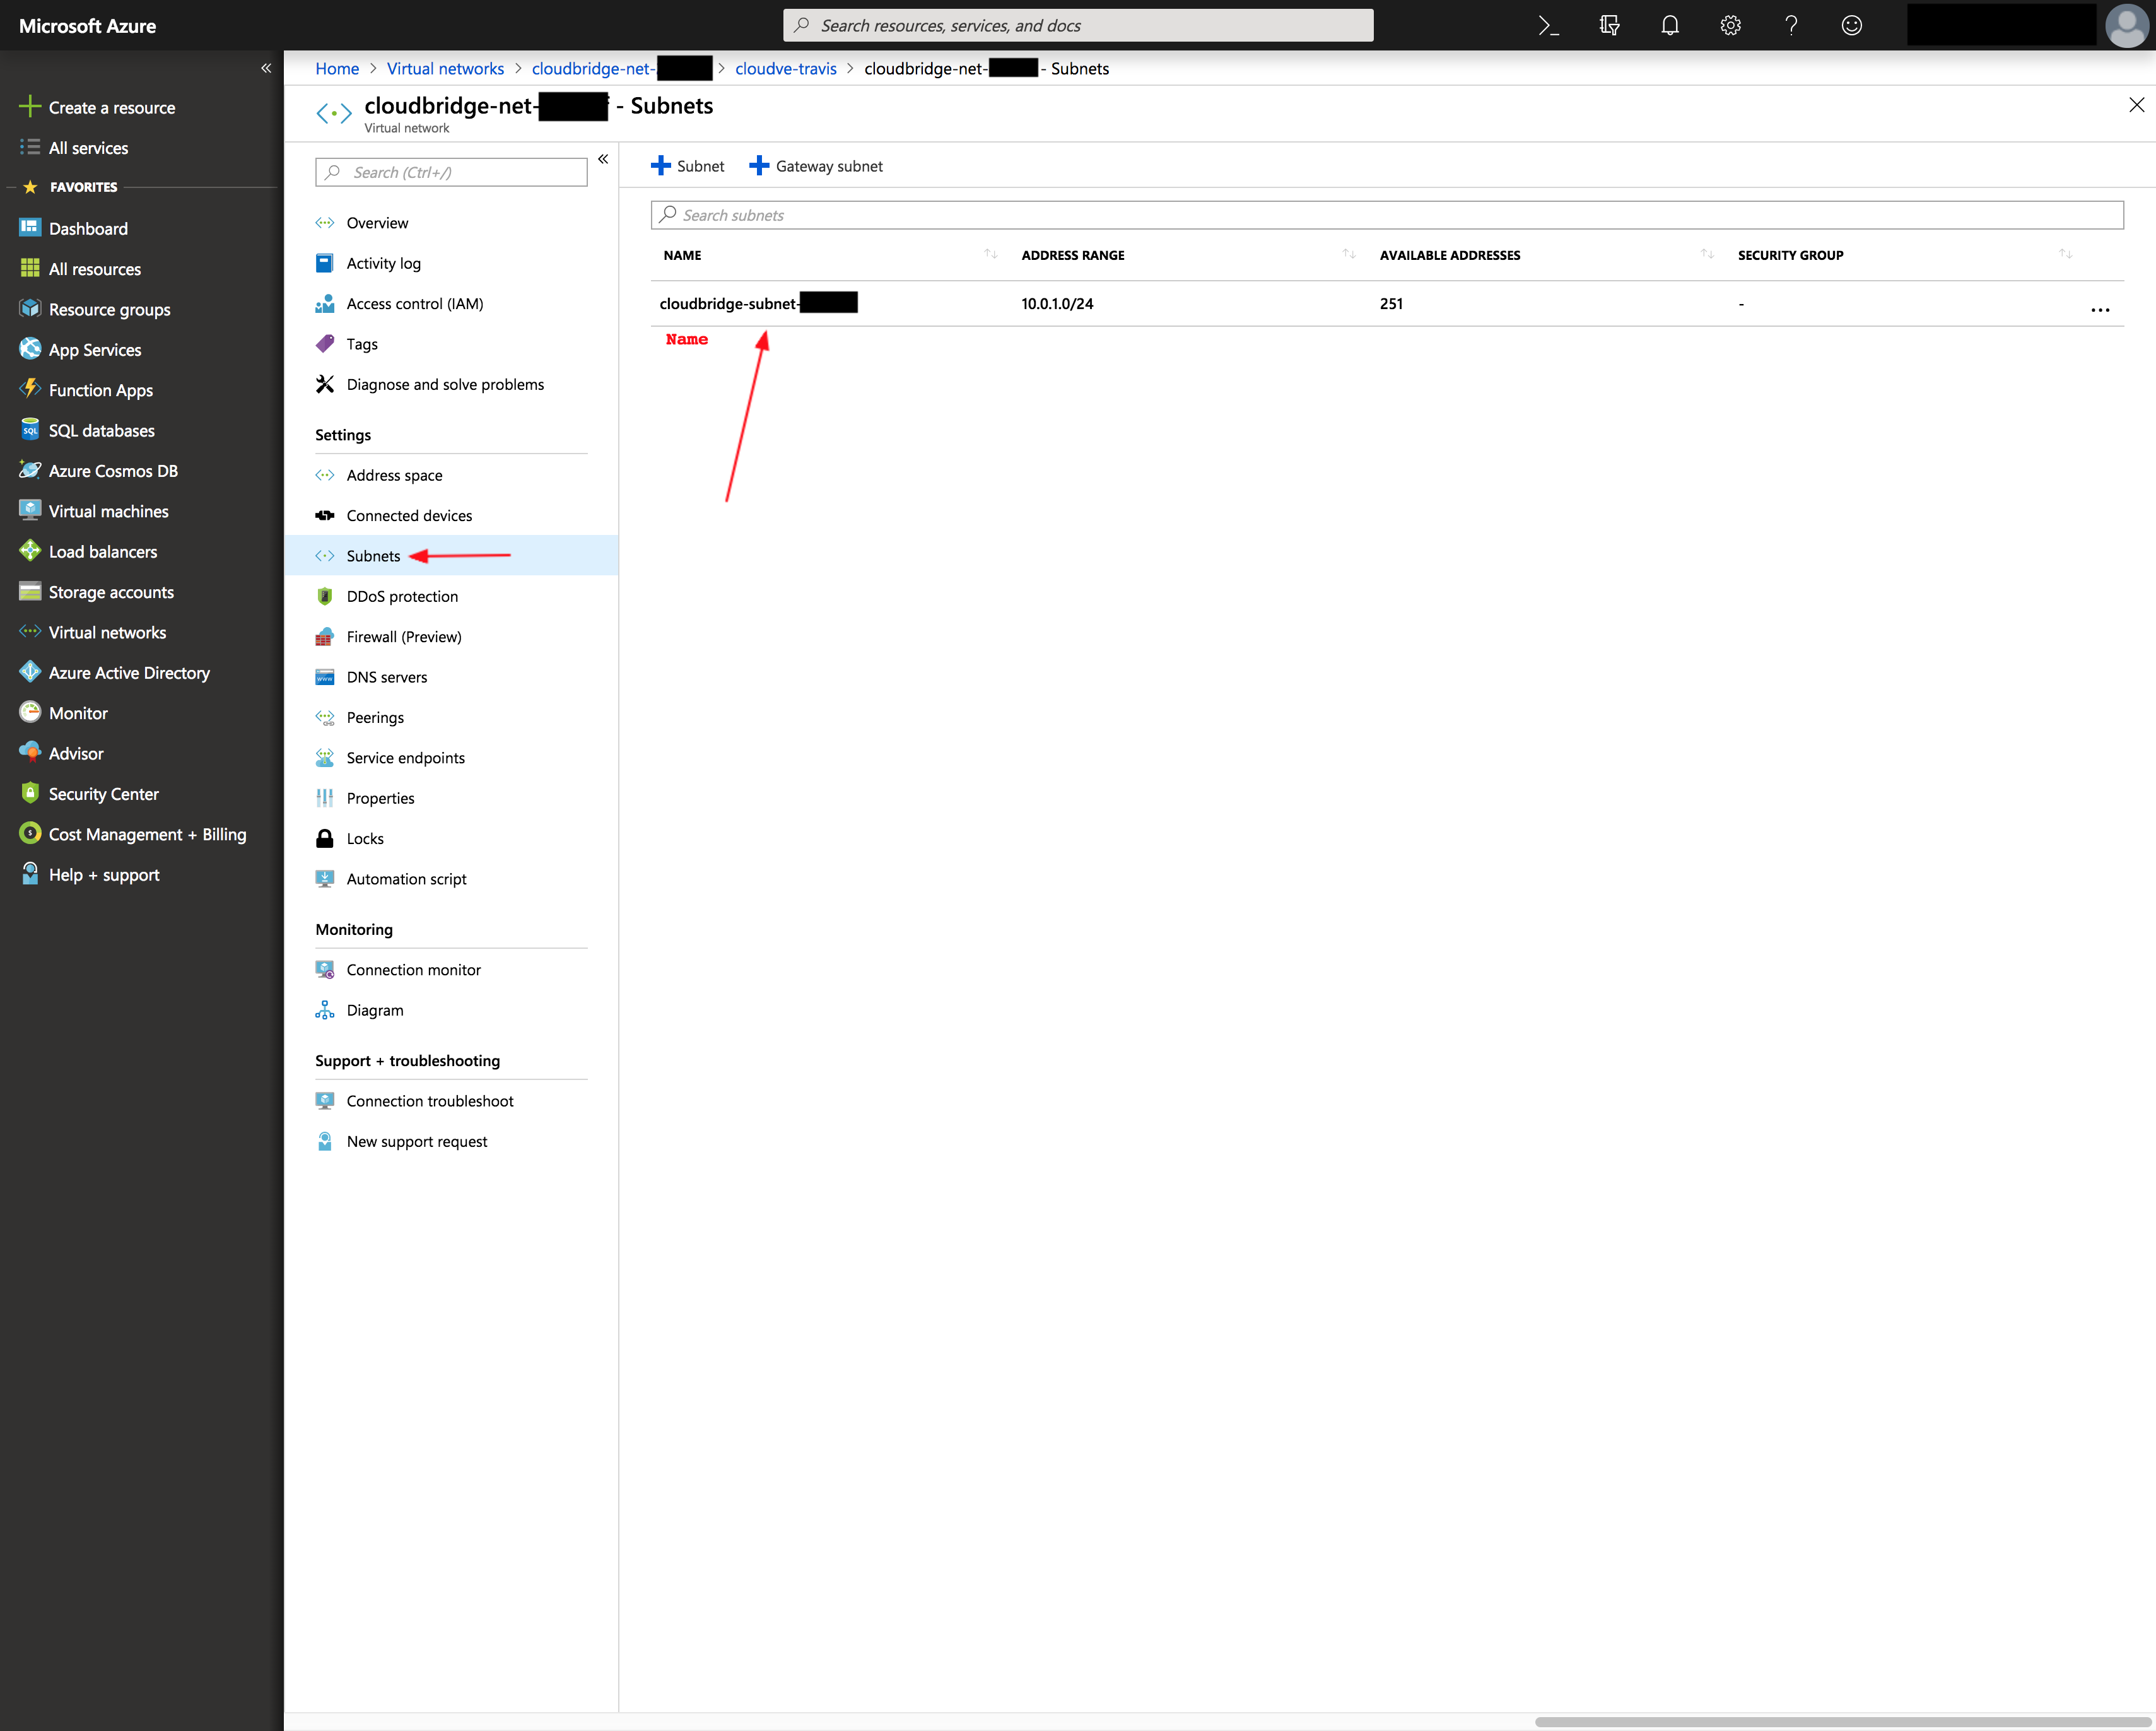 Microsoft Azure
Search resources, services, and docs
Home > Virtual networks > cloudbridge-net- > cloudve-travis > cloudbridge-net- - Subnets
cloudbridge-net- - Subnets
Virtual network
Create a resource
All services
FAVORITES
Dashboard
All resources
Resource groups
App Services
Function Apps
SQL databases
Azure Cosmos DB
Virtual machines
Load balancers
Storage accounts
Virtual networks
Azure Active Directory
Monitor
Advisor
Security Center
Cost Management + Billing
Help + support
Search (Ctrl+/)
Overview
Activity log
Access control (IAM)
Tags
Diagnose and solve problems
Settings
Address space
Connected devices
Subnets
DDoS protection
Firewall (Preview)
DNS servers
Peerings
Service endpoints
Properties
Locks
Automation script
Monitoring
Connection monitor
Diagram
Support + troubleshooting
Connection troubleshoot
New support request
Subnet Gateway subnet
Search subnets
NAME ADDRESS RANGE AVAILABLE ADDRESSES SECURITY GROUP
cloudbridge-subnet- 10.0.1.0/24 251 -
Name